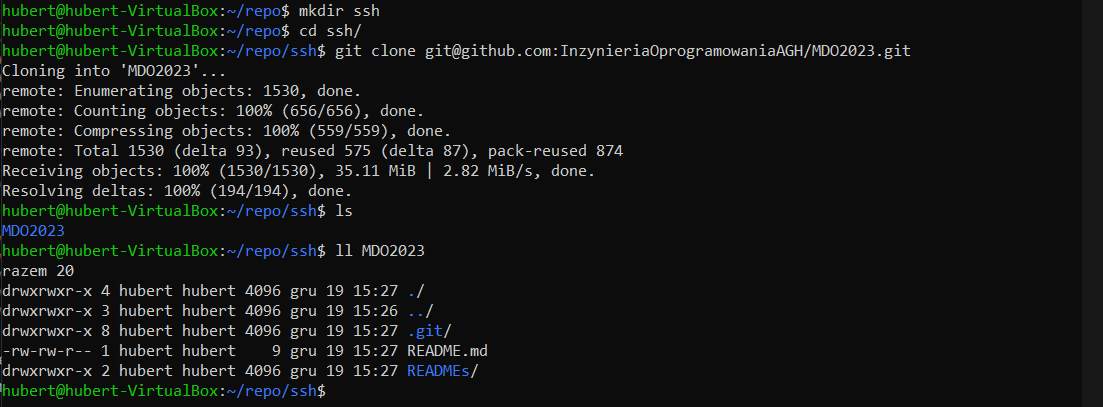 hubert@hubert-VirtualBox:~/repo$ mkdir ssh
hubert@hubert-VirtualBox:~/repo$ cd ssh/
hubert@hubert-VirtualBox:~/repo/ssh$ git clone git@github.com:InzynieriaOprogramowaniaAGH/MDO2023.git
Cloning into 'MDO2023'...
remote: Enumerating objects: 1530, done.
remote: Counting objects: 100% (656/656), done.
remote: Compressing objects: 100% (559/559), done.
remote: Total 1530 (delta 93), reused 575 (delta 87), pack-reused 874
Receiving objects: 100% (1530/1530), 35.11 MiB | 2.82 MiB/s, done.
Resolving deltas: 100% (194/194), done.
hubert@hubert-VirtualBox:~/repo/ssh$ ls
MDO2023
hubert@hubert-VirtualBox:~/repo/ssh$ ll MDO2023
razem 20
drwxrwxr-x 4 hubert hubert 4096 gru 19 15:27 ./
drwxrwxr-x 3 hubert hubert 4096 gru 19 15:26 ../
drwxrwxr-x 8 hubert hubert 4096 gru 19 15:27 .git/
-rw-rw-r-- 1 hubert hubert    9 gru 19 15:27 README.md
drwxrwxr-x 2 hubert hubert 4096 gru 19 15:27 READMEs/
hubert@hubert-VirtualBox:~/repo/ssh$